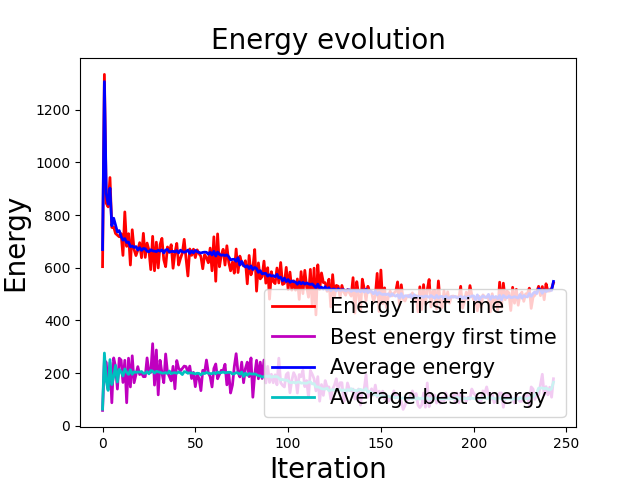 Energy evolution
1200
1000
800
600
400
200
0
Energy
Energy first time
Best energy first time
Average energy
Average best energy
0 50 100 150 200 250
Iteration